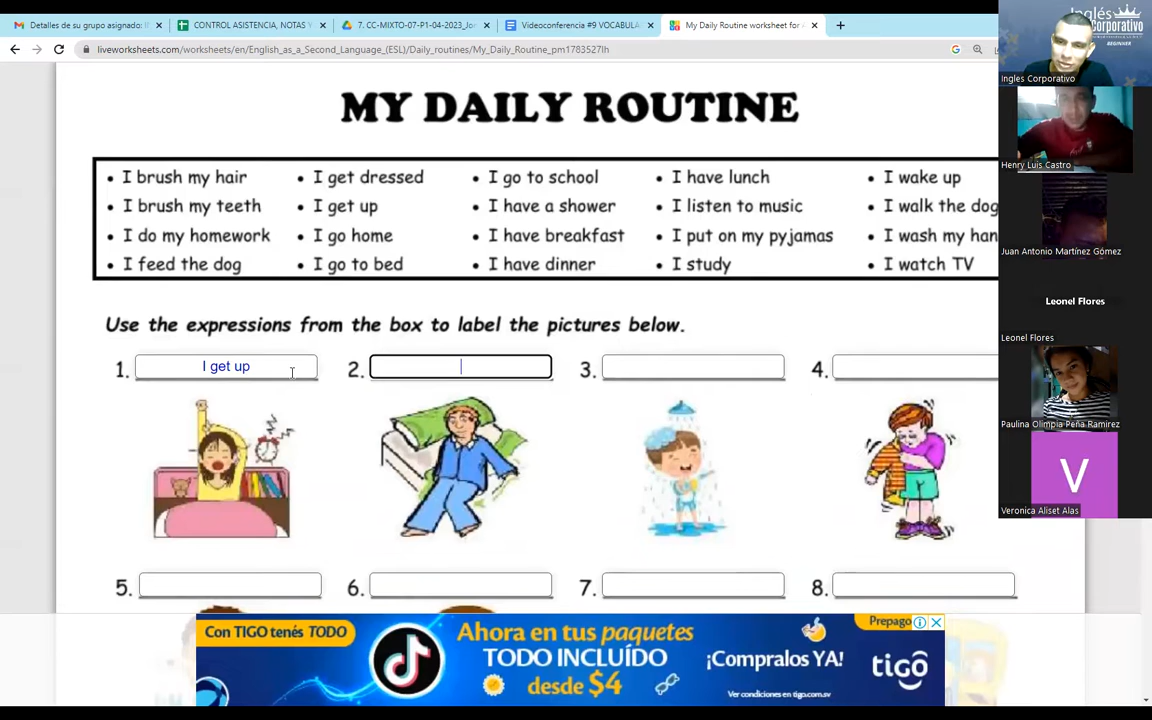 Detalles de su grupo asignado: I
CONTROL ASISTENCIA, NOTAS Y
7. CC-MIXTO-07-P1-04-2023_Jor
Videoconferencia #9 VOCABULA
My Daily Routine worksheet for
liveworksheets.com/worksheets/en/English_as_a_Second_Language_(ESL)/Daily_routines/My_Daily_Routine_pm1783527lh
Inglés
Corporativo
BEGINNER
Ingles Corporativo
MY DAILY ROUTINE
• I brush my hair • I get dressed • I go to school • I have lunch • I wake up
• I brush my teeth • I get up • I have a shower • I listen to music • I walk the dog
• I do my homework • I go home • I have breakfast • I put on my pyjamas • I wash my han
• I feed the dog • I go to bed • I have dinner • I study • I watch TV
Use the expressions from the box to label the pictures below.
1. I get up 2. 3. 4.
5. 6. 7. 8.
Henry Luis Castro
Juan Antonio Martínez Gómez
Leonel Flores
Leonel Flores
Paulina Olimpia Peña Ramirez
V
Veronica Aliset Alas
Con TIGO tenés TODO
Ahora en tus paquetes
TODO INCLUÍDO
desde $4
¡Compralos YA!
Ver condiciones en tigo.com.sv
Prepago
tigo